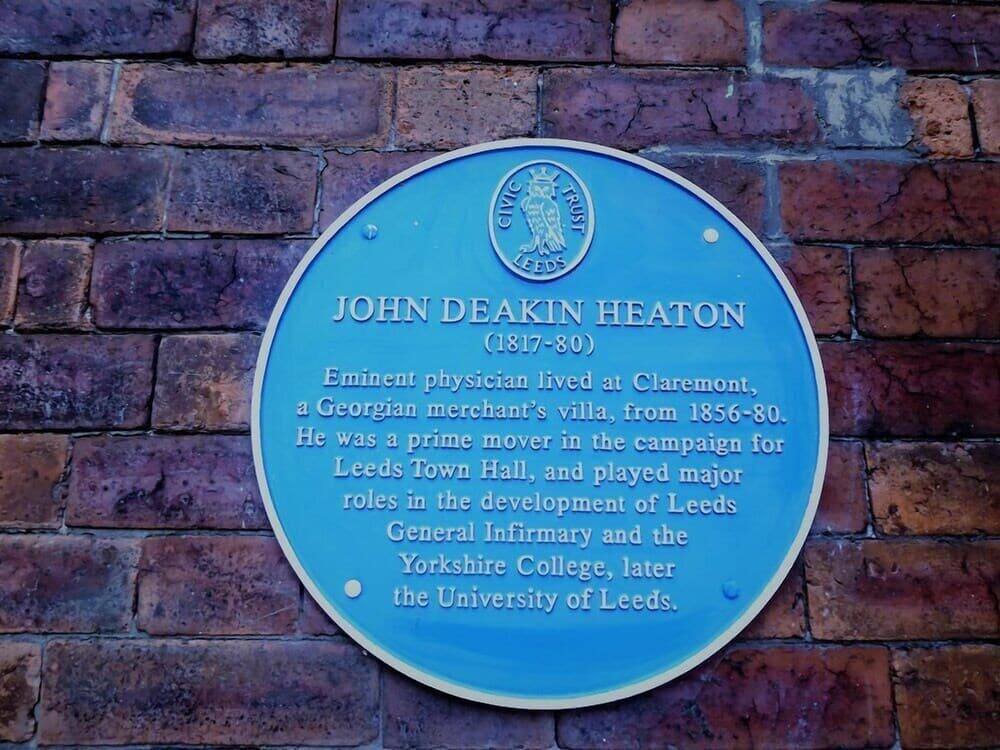 CIVIC TRUST
LEEDS
JOHN DEAKIN HEATON
(1817-80)
Eminent physician lived at Claremont,
a Georgian merchant's villa, from 1856-80.
He was a prime mover in the campaign for
Leeds Town Hall, and played major
roles in the development of Leeds
General Infirmary and the
Yorkshire College, later
the University of Leeds.